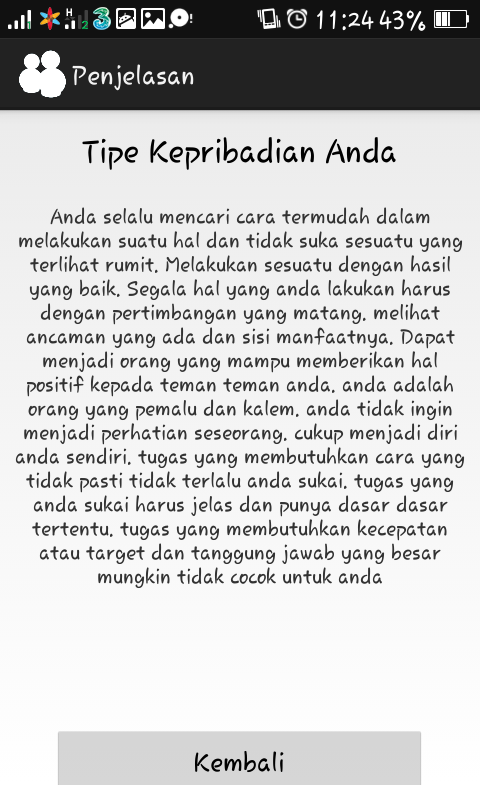 11:24 43%
Penjelasan
Tipe Kepribadian Anda
Anda selalu mencari cara termudah dalam
melakukan suatu hal dan tidak suka sesuatu yang
terlihat rumit. Melakukan sesuatu dengan hasil
yang baik. Segala hal yang anda lakukan harus
dengan pertimbangan yang matang. melihat
ancaman yang ada dan sisi manfaatnya. Dapat
menjadi orang yang mampu memberikan hal
positif kepada teman teman anda. anda adalah
orang yang pemalu dan kalem. anda tidak ingin
menjadi perhatian seseorang. cukup menjadi diri
anda sendiri. tugas yang membutuhkan cara yang
tidak pasti tidak terlalu anda sukai. tugas yang
anda sukai harus jelas dan punya dasar dasar
tertentu. tugas yang membutuhkan kecepatan
atau target dan tanggung jawab yang besar
mungkin tidak cocok untuk anda
Kembali